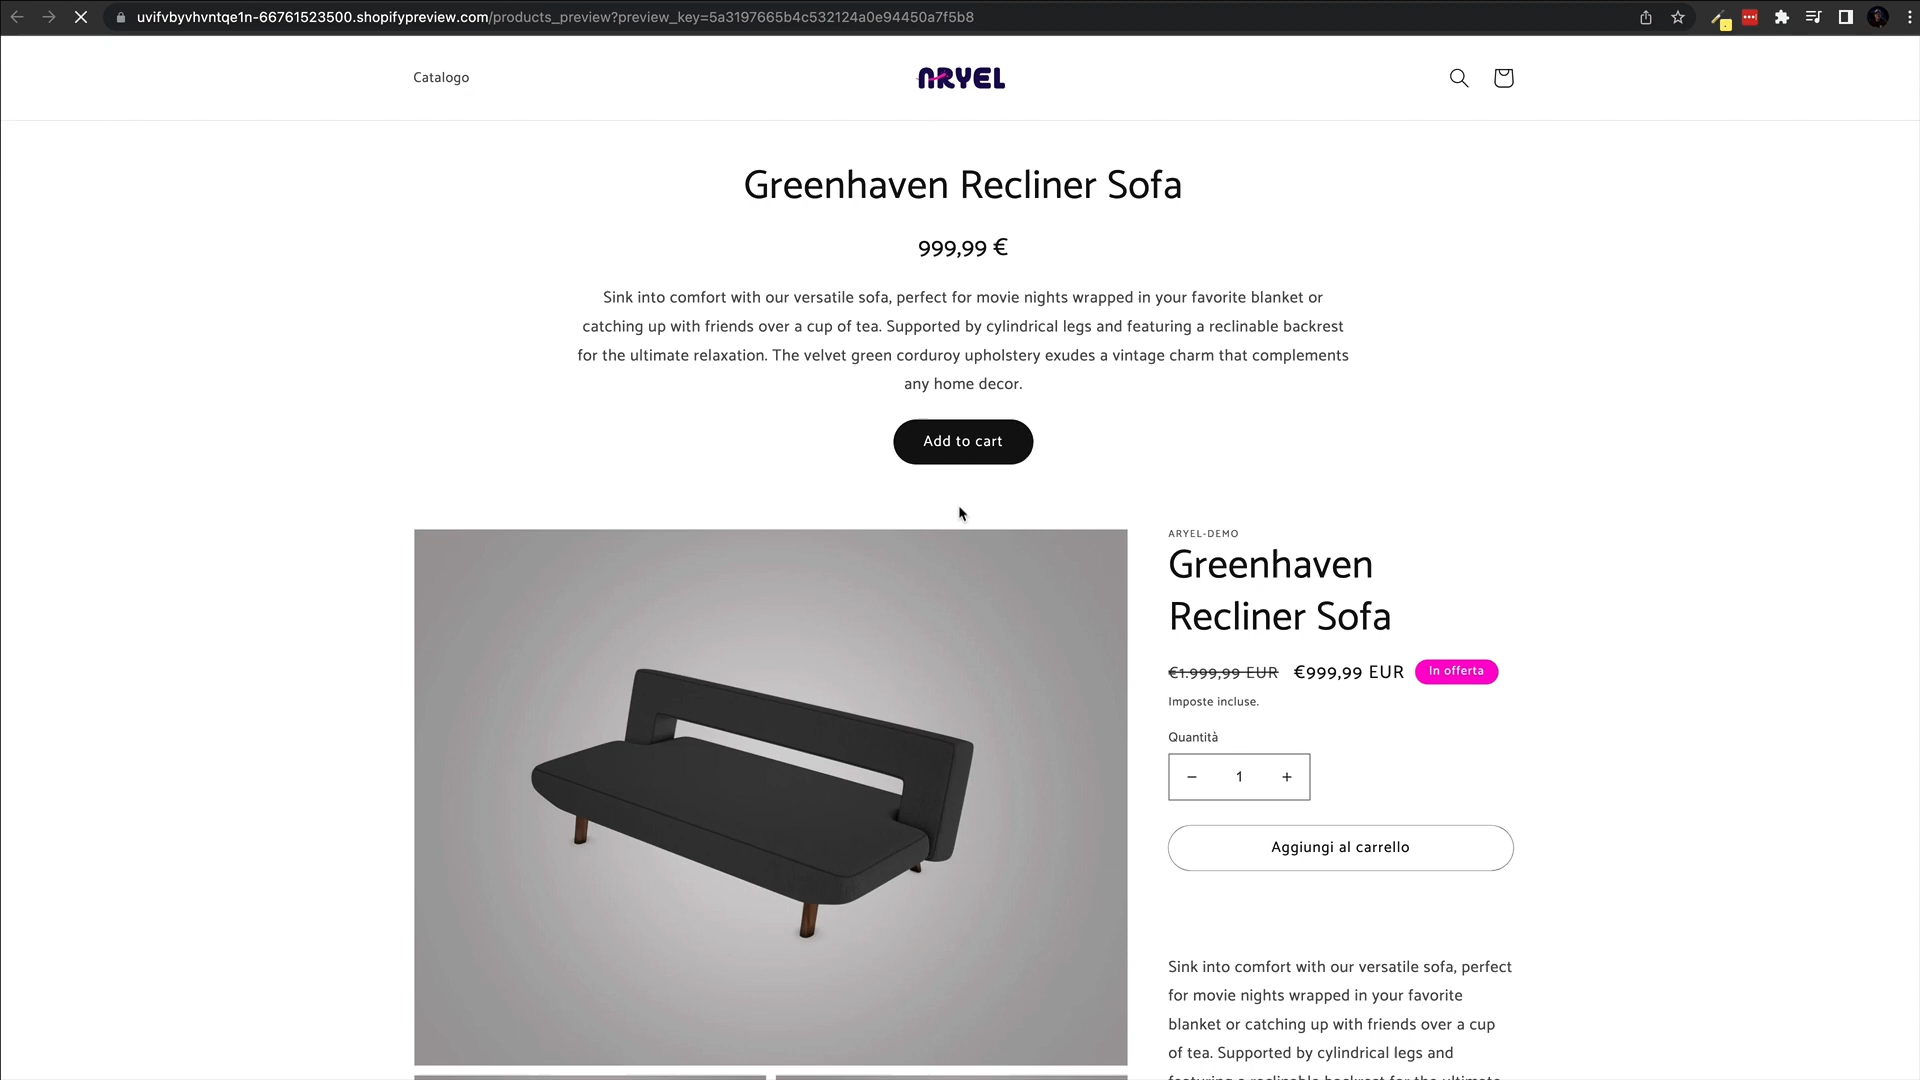 uvifvbyvhvntqe1n-66761523500.shopifypreview.com/products_preview?preview_key=5a3197665b4c532124a0e94450a7f5b8
Catalogo
ARYEL
Greenhaven Recliner Sofa
999,99 €
Sink into comfort with our versatile sofa, perfect for movie nights wrapped in your favorite blanket or
catching up with friends over a cup of tea. Supported by cylindrical legs and featuring a reclinable backrest
for the ultimate relaxation. The velvet green corduroy upholstery exudes a vintage charm that complements
any home decor.
Add to cart
ARYEL-DEMO
Greenhaven
Recliner Sofa
€1.999,99 EUR €999,99 EUR In offerta
Imposte incluse.
Quantità
− 1 +
Aggiungi al carrello
Sink into comfort with our versatile sofa, perfect
for movie nights wrapped in your favorite
blanket or catching up with friends over a cup
of tea. Supported by cylindrical legs and
featuring a reclinable backrest for the ultimate